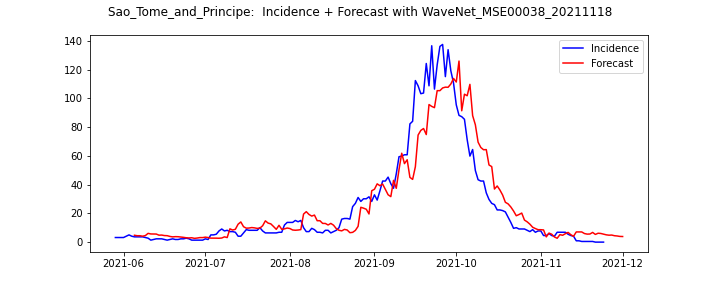 Sao_Tome_and_Principe:  Incidence + Forecast with WaveNet_MSE00038_20211118
Incidence
Forecast
140
120
100
80
60
40
20
0
2021-06 2021-07 2021-08 2021-09 2021-10 2021-11 2021-12